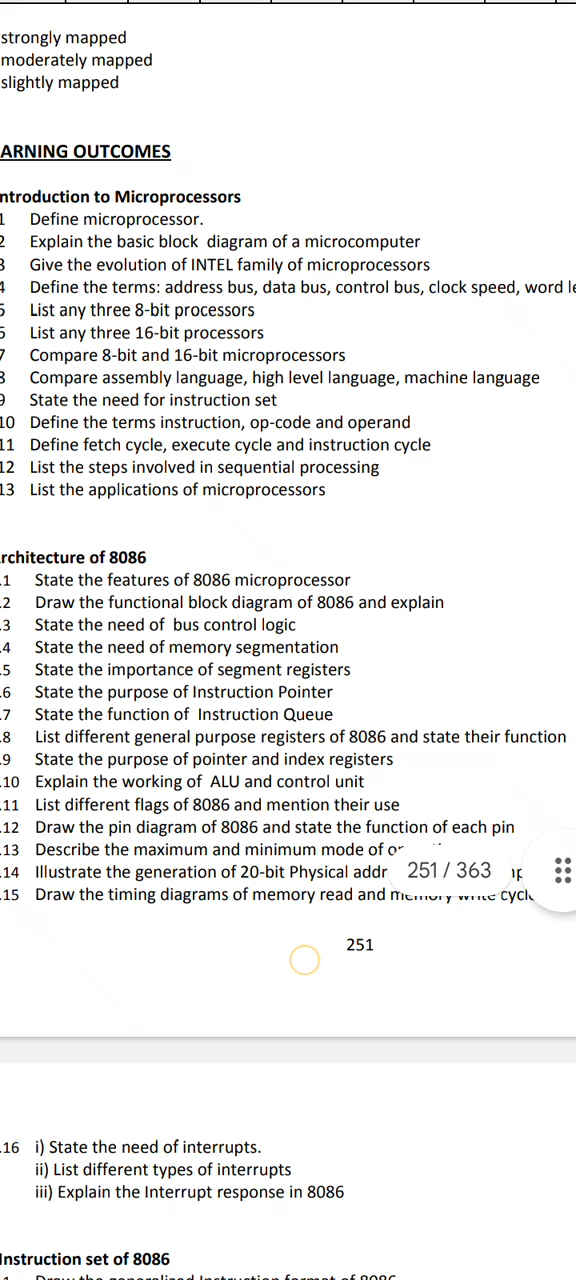 strongly mapped
moderately mapped
slightly mapped
ARNING OUTCOMES
ntroduction to Microprocessors
1 Define microprocessor.
2 Explain the basic block diagram of a microcomputer
3 Give the evolution of INTEL family of microprocessors
4 Define the terms: address bus, data bus, control bus, clock speed, word le
5 List any three 8-bit processors
6 List any three 16-bit processors
7 Compare 8-bit and 16-bit microprocessors
8 Compare assembly language, high level language, machine language
9 State the need for instruction set
10 Define the terms instruction, op-code and operand
11 Define fetch cycle, execute cycle and instruction cycle
12 List the steps involved in sequential processing
13 List the applications of microprocessors
rchitecture of 8086
.1 State the features of 8086 microprocessor
.2 Draw the functional block diagram of 8086 and explain
.3 State the need of bus control logic
.4 State the need of memory segmentation
.5 State the importance of segment registers
.6 State the purpose of Instruction Pointer
.7 State the function of Instruction Queue
.8 List different general purpose registers of 8086 and state their function
.9 State the purpose of pointer and index registers
.10 Explain the working of ALU and control unit
.11 List different flags of 8086 and mention their use
.12 Draw the pin diagram of 8086 and state the function of each pin
.13 Describe the maximum and minimum mode of
.14 Illustrate the generation of 20-bit Physical addr
251 / 363
.15 Draw the timing diagrams of memory read and memory write cycle
251
.16 i) State the need of interrupts.
ii) List different types of interrupts
iii) Explain the Interrupt response in 8086
Instruction set of 8086
Draw the generalized Instruction format of 8086